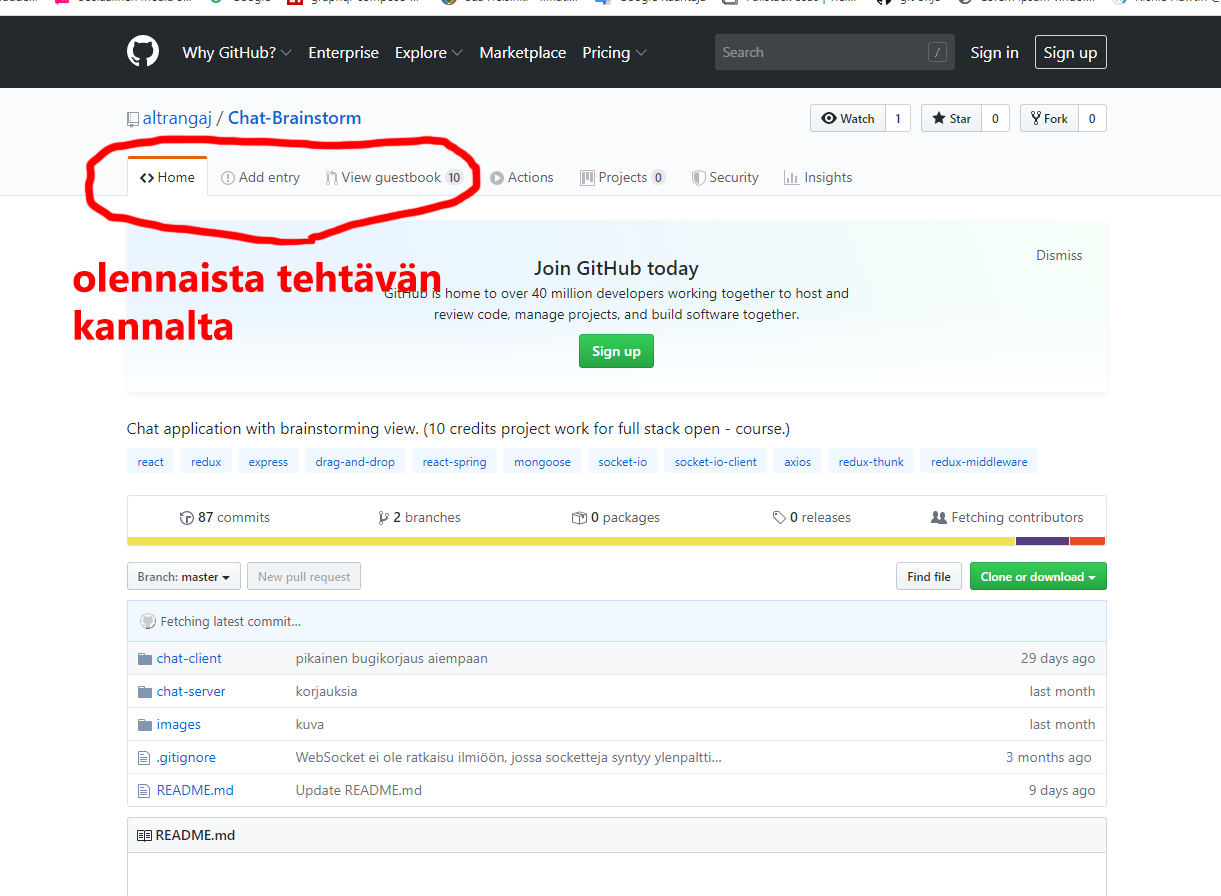 Why GitHub? Enterprise Explore Marketplace Pricing Search / Sign in Sign up
altrangaj / Chat-Brainstorm Watch 1 Star 0 Fork 0
Home Add entry View guestbook 10 Actions Projects 0 Security Insights
Dismiss
Join GitHub today
olennaista tehtävän
kannalta
GitHub is home to over 40 million developers working together to host and
review code, manage projects, and build software together.
Sign up
Chat application with brainstorming view. (10 credits project work for full stack open - course.)
react redux express drag-and-drop react-spring mongoose socket-io socket-io-client axios redux-thunk redux-middleware
87 commits 2 branches 0 packages 0 releases Fetching contributors
Branch: master New pull request Find file Clone or download
Fetching latest commit...
chat-client pikainen bugikorjaus aiempaan 29 days ago
chat-server korjauksia last month
images kuva last month
.gitignore WebSocket ei ole ratkaisu ilmiöön, jossa socketteja syntyy ylenpaltti... 3 months ago
README.md Update README.md 9 days ago
README.md